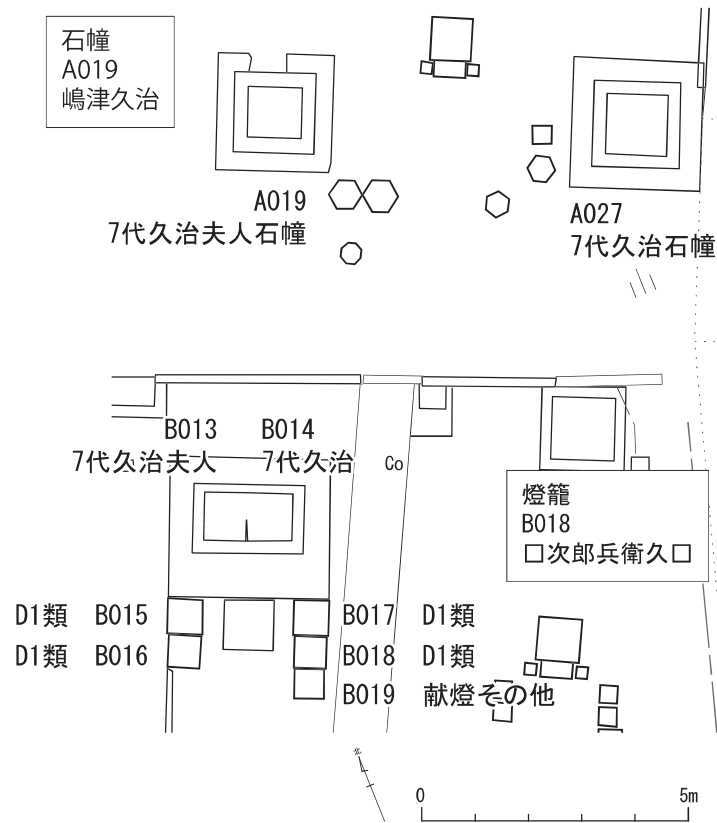 石幢
A019
嶋津久治
A019
7代久治夫人石幢
A027
7代久治石幢
B013 B014
7代久治夫人 7代久治
Co
燈籠
B018
□次郎兵衛久□
D1類 B015 B017 D1類
D1類 B016 B018 D1類
B019 献燈その他
北
0 5m